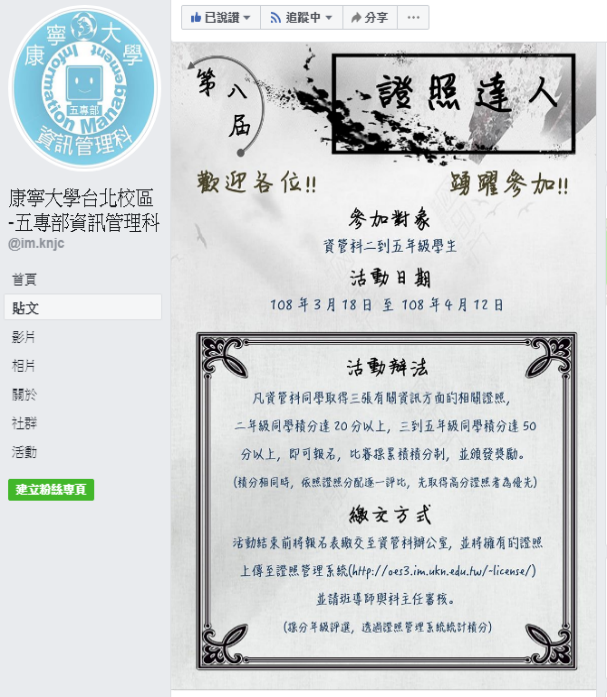 康寧大學
Information Management
五專部
資訊管理科
康寧大學台北校區
-五專部資訊管理科
@im.knjc
首頁
貼文
影片
相片
關於
社群
活動
建立粉絲專頁
已說讚 追蹤中 分享 ...
第八屆
證照達人
歡迎各位!! 踴躍參加!!
參加對象
資管科二到五年級學生
活動日期
108 年 3 月 18 日 至 108 年 4 月 12 日
活動辦法
凡資管科同學取得三張有關資訊方面的相關證照,
二年級同學積分達 20 分以上, 三到五年級同學積分達 50
分以上, 即可報名, 比賽採累積積分制, 並頒發獎勵。
(積分相同時, 依照證照分配逐一評比, 先取得高分證照者為優先)
繳交方式
活動結束前將報名表繳交至資管科辦公室, 並將擁有的證照
上傳至證照管理系統(http://oes3.im.ukn.edu.tw/~license/)
並請班導師與科主任審核。
(採分年級評選, 透過證照管理系統統計積分)